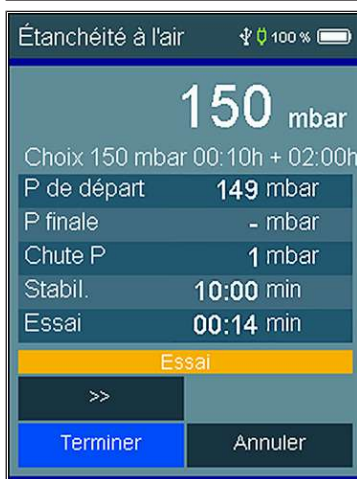 Étanchéité à l'air 100 %
150 mbar
Choix 150 mbar 00:10h + 02:00h
P de départ 149 mbar
P finale - mbar
Chute P 1 mbar
Stabil. 10:00 min
Essai 00:14 min
Essai
>>
Terminer Annuler